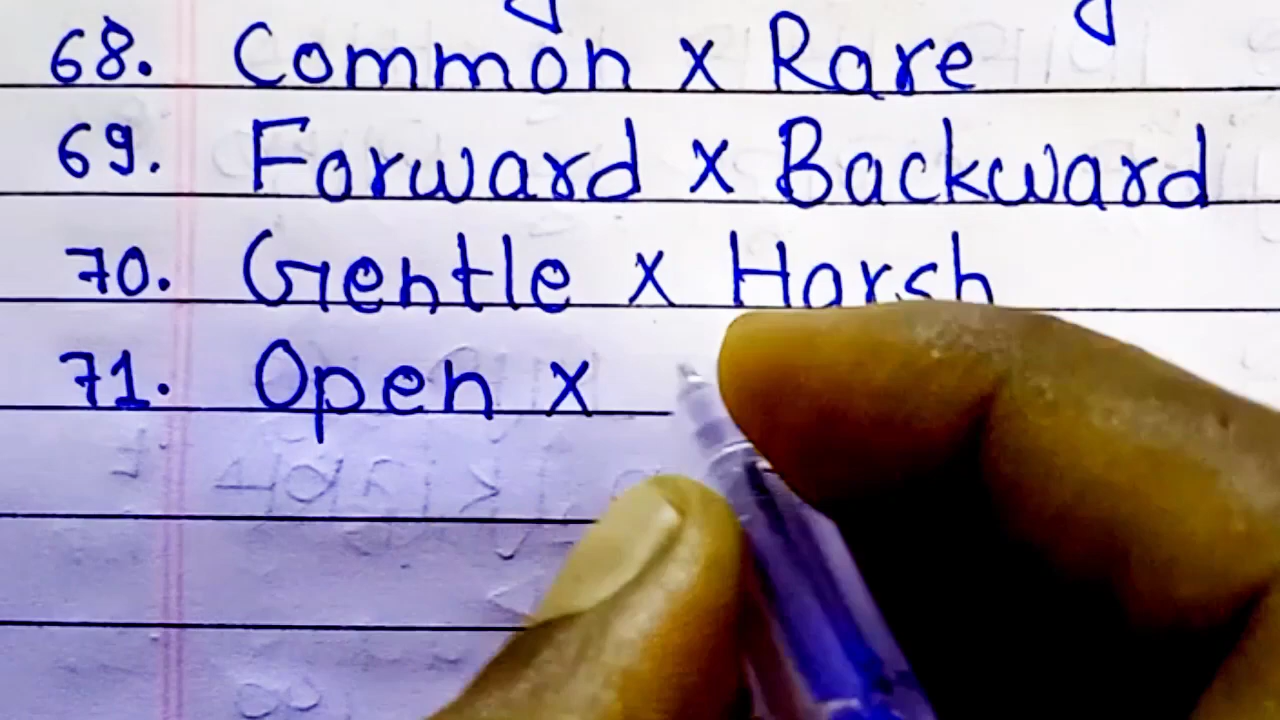 68. Common x Rare
69. Forward x Backward
70. Gentle x Harsh
71. Open x